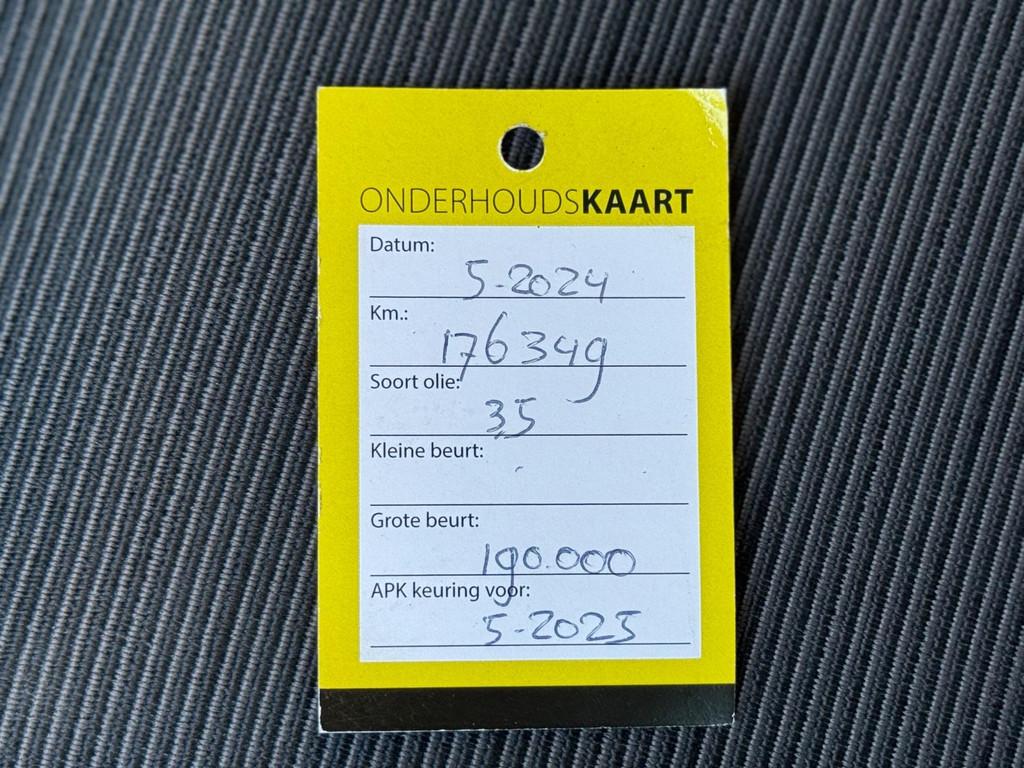 ONDERHOUDSKAART
Datum:
5-2024
Km.:
176349
Soort olie:
3,5
Kleine beurt:
Grote beurt:
190.000
APK keuring voor:
5-2025